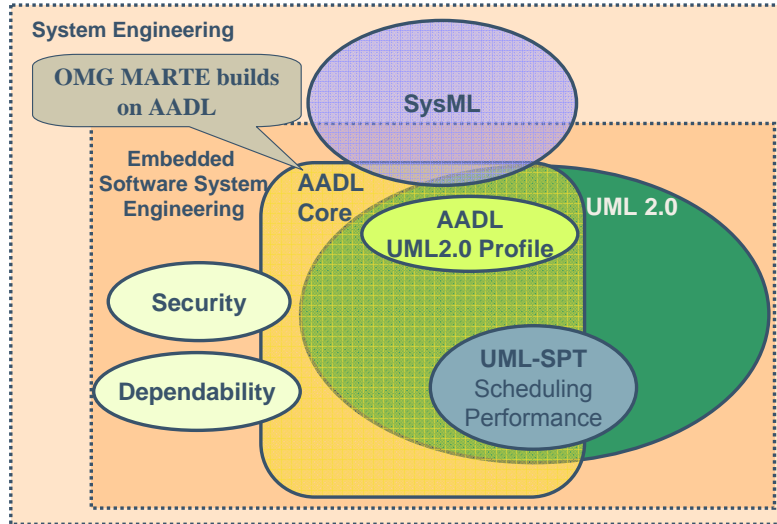 System Engineering
OMG MARTE builds
on AADL
SysML
Embedded
Software System
Engineering
AADL
Core
UML 2.0
AADL
UML2.0 Profile
Security
Dependability
UML-SPT
Scheduling
Performance